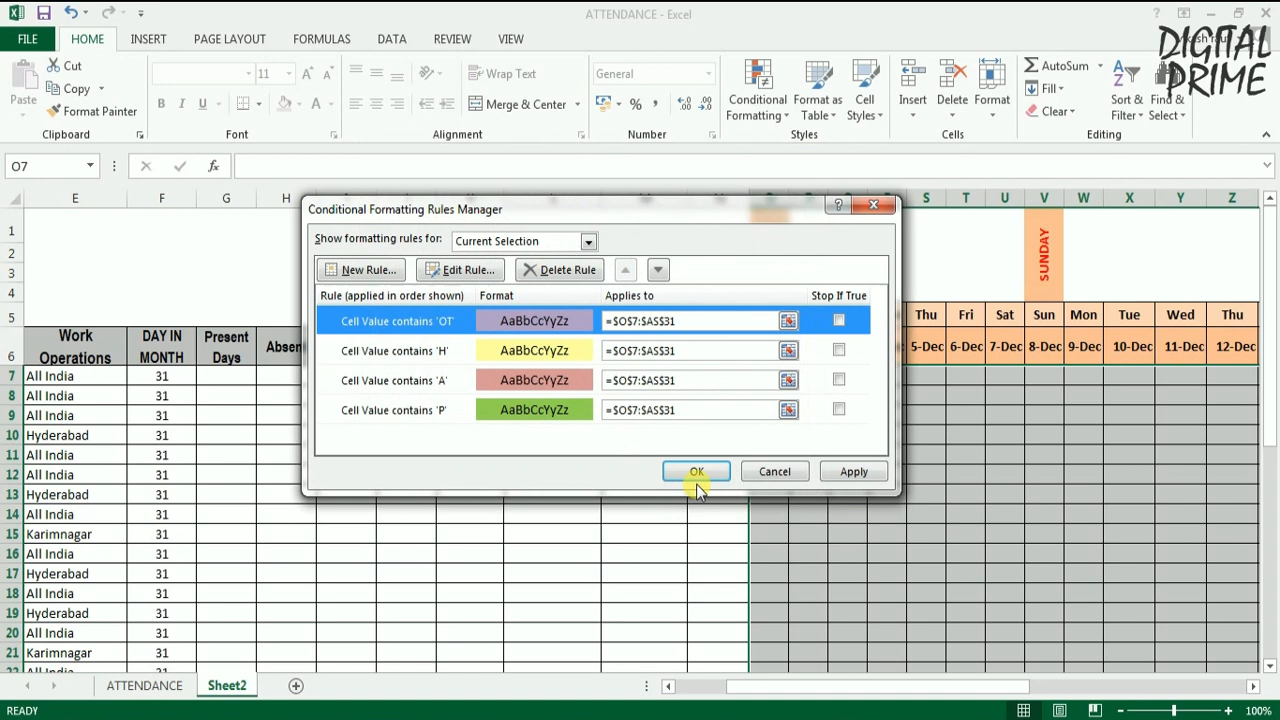 ATTENDANCE - Excel
FILE HOME INSERT PAGE LAYOUT FORMULAS DATA REVIEW VIEW
DIGITAL PRIME
Paste
Cut
Copy
Format Painter
Clipboard
11
B I U
Font
Wrap Text
Merge & Center
Alignment
General
Number
Conditional Formatting
Format as Table
Cell Styles
Styles
Insert Delete Format
Cells
AutoSum
Fill
Clear
Sort & Filter
Find & Select
Editing
O7
fx
E F G H S T U V W X Y Z
1
2
3
4
SUNDAY
5 Thu Fri Sat Sun Mon Tue Wed Thu
6 Work Operations DAY IN MONTH Present Days Absen 5-Dec 6-Dec 7-Dec 8-Dec 9-Dec 10-Dec 11-Dec 12-Dec
7 All India 31
8 All India 31
9 All India 31
10 Hyderabad 31
11 All India 31
12 All India 31
13 Hyderabad 31
14 All India 31
15 Karimnagar 31
16 All India 31
17 Hyderabad 31
18 All India 31
19 Hyderabad 31
20 All India 31
21 Karimnagar 31
22 All India 31
Conditional Formatting Rules Manager
Show formatting rules for: Current Selection
New Rule... Edit Rule... Delete Rule
Rule (applied in order shown) Format Applies to Stop If True
Cell Value contains 'OT' AaBbCcYyZz =$O$7:$AS$31
Cell Value contains 'H' AaBbCcYyZz =$O$7:$AS$31
Cell Value contains 'A' AaBbCcYyZz =$O$7:$AS$31
Cell Value contains 'P' AaBbCcYyZz =$O$7:$AS$31
OK Cancel Apply
ATTENDANCE Sheet2
READY
100%